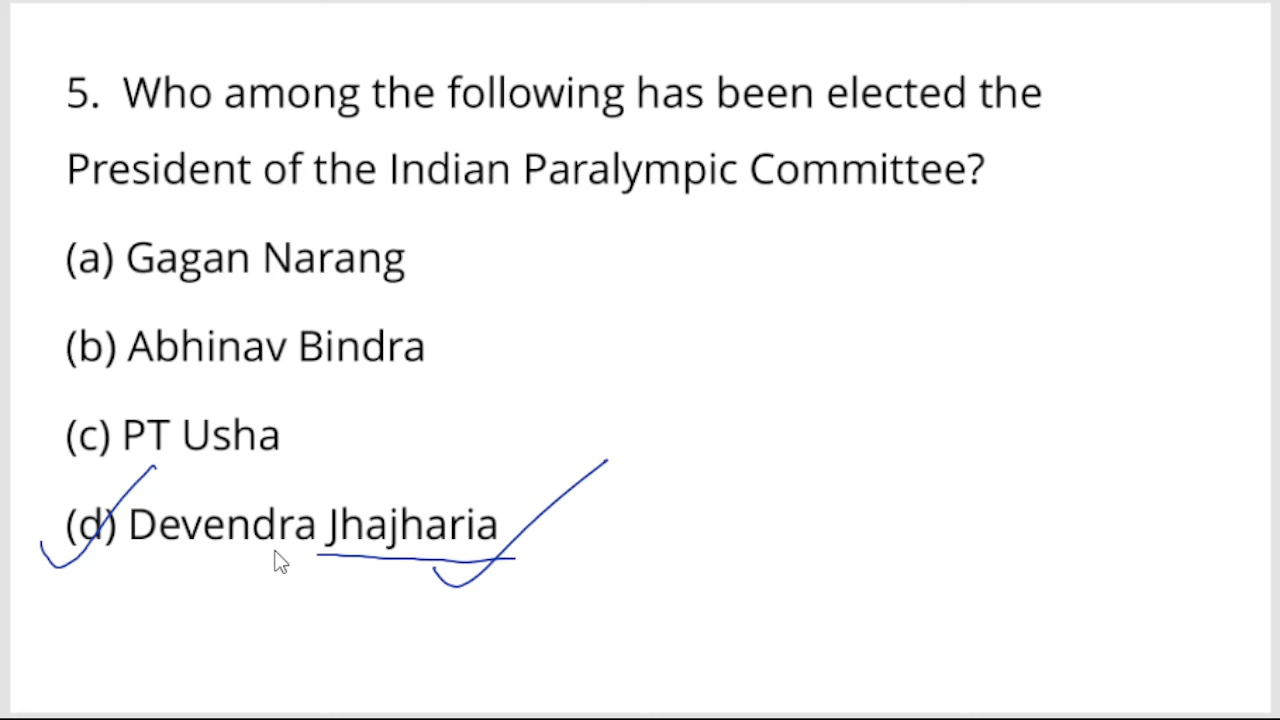 5. Who among the following has been elected the
President of the Indian Paralympic Committee?
(a) Gagan Narang
(b) Abhinav Bindra
(c) PT Usha
(d) Devendra Jhajharia